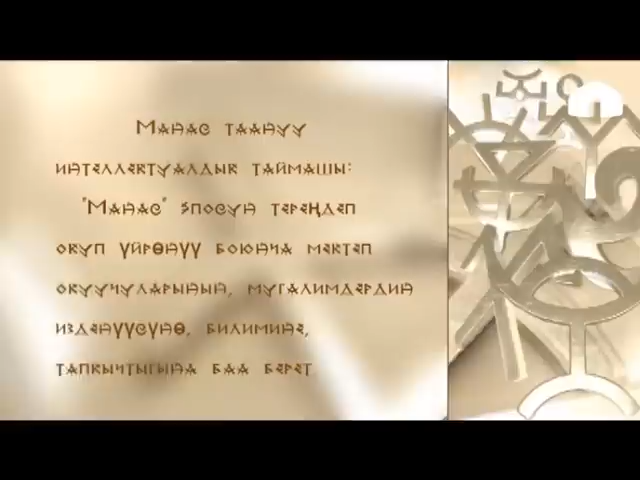 Манас таануу
интеллектуалдык таймашы:
"Манас" эпосун тереңдеп
окуп үйрөнүү боюнча мектеп
окуучуларынын, мугалимдердин
изденүүсүнө, билимине,
тапкычтыгына баа берет